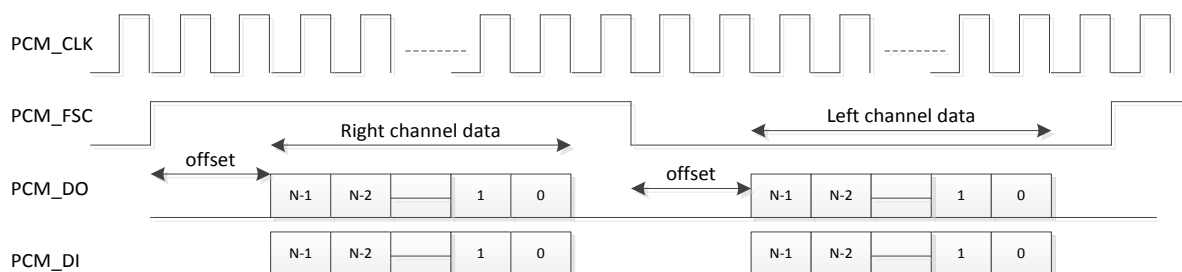 PCM_CLK
PCM_FSC
Right channel data
Left channel data
offset
offset
PCM_DO
N-1 N-2 1 0
N-1 N-2 1 0
PCM_DI
N-1 N-2 1 0
N-1 N-2 1 0